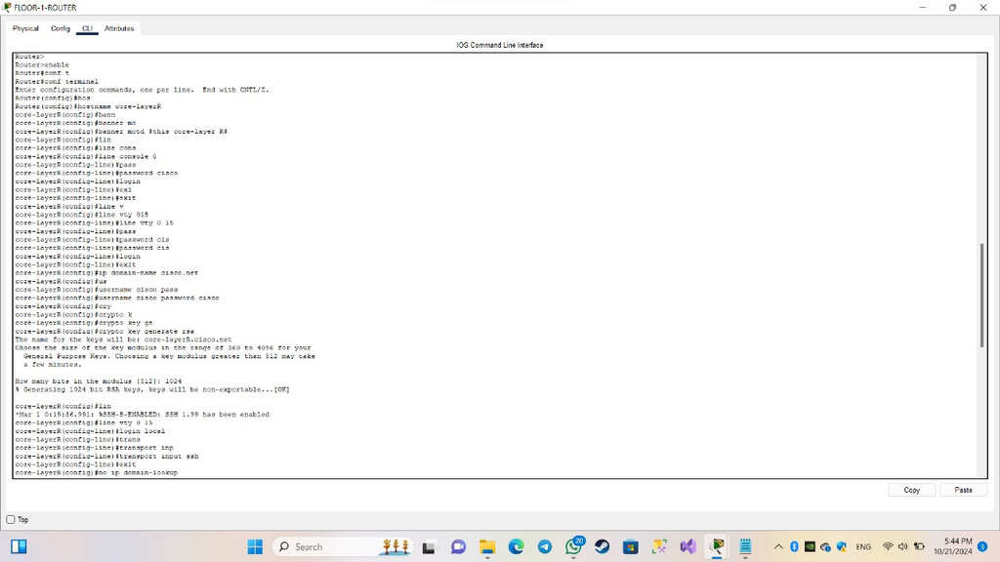 FLOOR-1-ROUTER
Physical Config CLI Attributes
IOS Command Line Interface
Router>
Router>enable
Router#conf t
Router#conf terminal
Enter configuration commands, one per line. End with CNTL/Z.
Router(config)#hos
Router(config)#hostname core-layerR
core-layerR(config)#bann
core-layerR(config)#banner mo
core-layerR(config)#banner motd #this core-layer R#
core-layerR(config)#lin
core-layerR(config)#line cons
core-layerR(config)#line console 0
core-layerR(config-line)#pass
core-layerR(config-line)#password cisco
core-layerR(config-line)#login
core-layerR(config-line)#exi
core-layerR(config-line)#exit
core-layerR(config)#line v
core-layerR(config)#line vty 015
core-layerR(config-line)#line vty 0 15
core-layerR(config-line)#pass
core-layerR(config-line)#password cis
core-layerR(config-line)#password cis
core-layerR(config-line)#login
core-layerR(config-line)#exit
core-layerR(config)#ip domain-name cisco.net
core-layerR(config)#us
core-layerR(config)#username cisco pass
core-layerR(config)#username cisco password cisco
core-layerR(config)#cry
core-layerR(config)#crypto k
core-layerR(config)#crypto key ge
core-layerR(config)#crypto key generate rsa
The name for the keys will be: core-layerR.cisco.net
Choose the size of the key modulus in the range of 360 to 4096 for your
General Purpose Keys. Choosing a key modulus greater than 512 may take
a few minutes.
How many bits in the modulus [512]: 1024
% Generating 1024 bit RSA keys, keys will be non-exportable...[OK]
core-layerR(config)#lin
*Mar 1 0:19:36.991: %SSH-5-ENABLED: SSH 1.99 has been enabled
core-layerR(config)#line vty 0 15
core-layerR(config-line)#login local
core-layerR(config-line)#trans
core-layerR(config-line)#transport inp
core-layerR(config-line)#transport input ssh
core-layerR(config-line)#exit
core-layerR(config)#no ip domain-lookup
Copy Paste
Top
Search
20
ENG
5:44 PM
10/21/2024
3